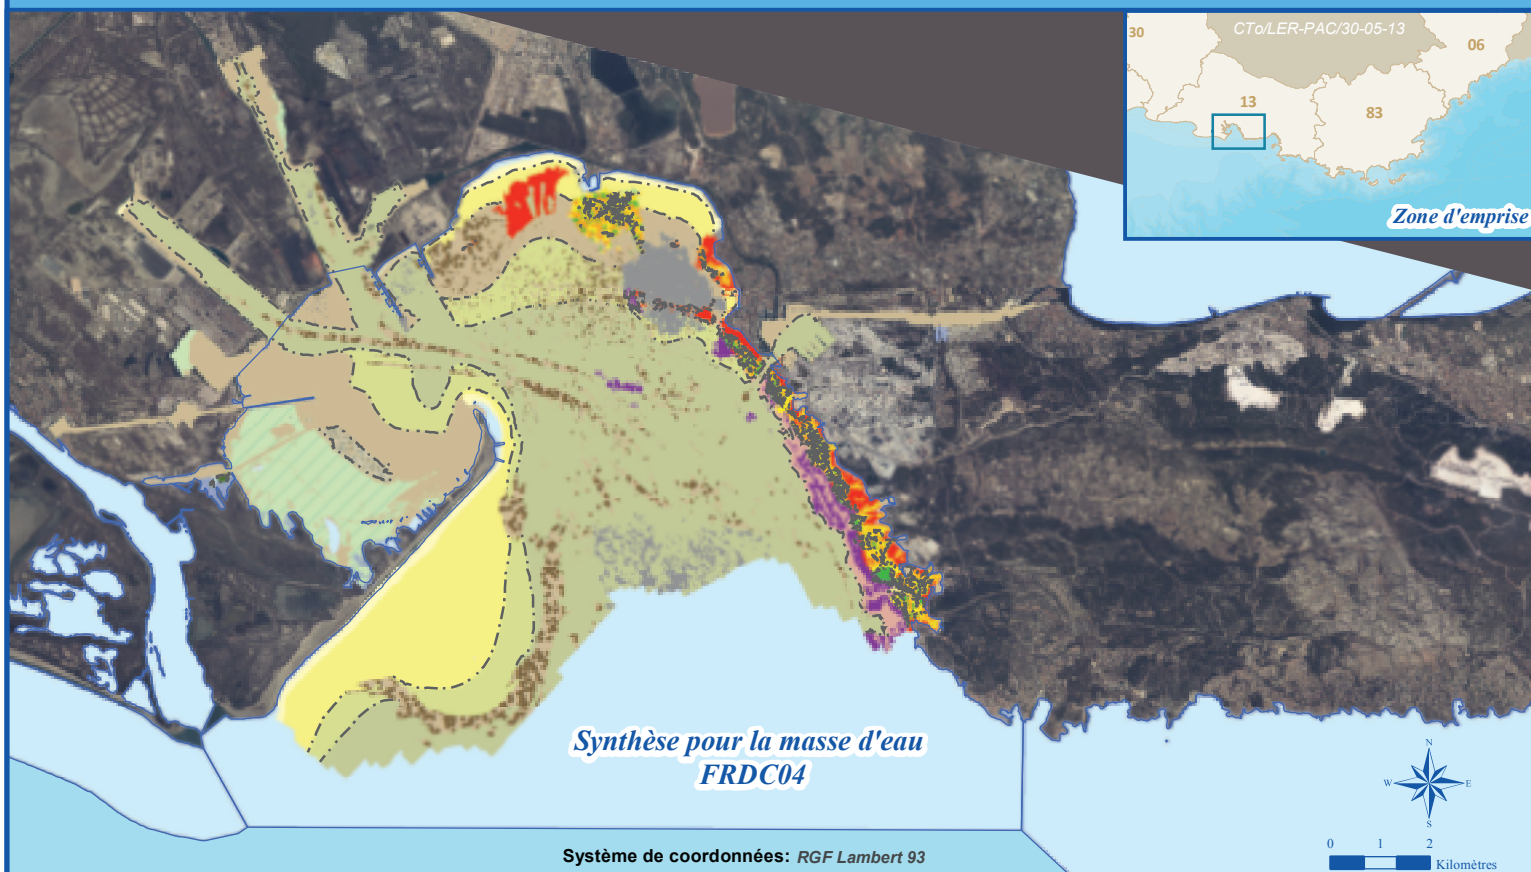 CTo/LER-PAC/30-05-13
30
06
13
83
Zone d'emprise
Synthèse pour la masse d'eau
FRDC04
N
W
E
S
0 1 2
Kilomètres
Système de coordonnées: RGF Lambert 93